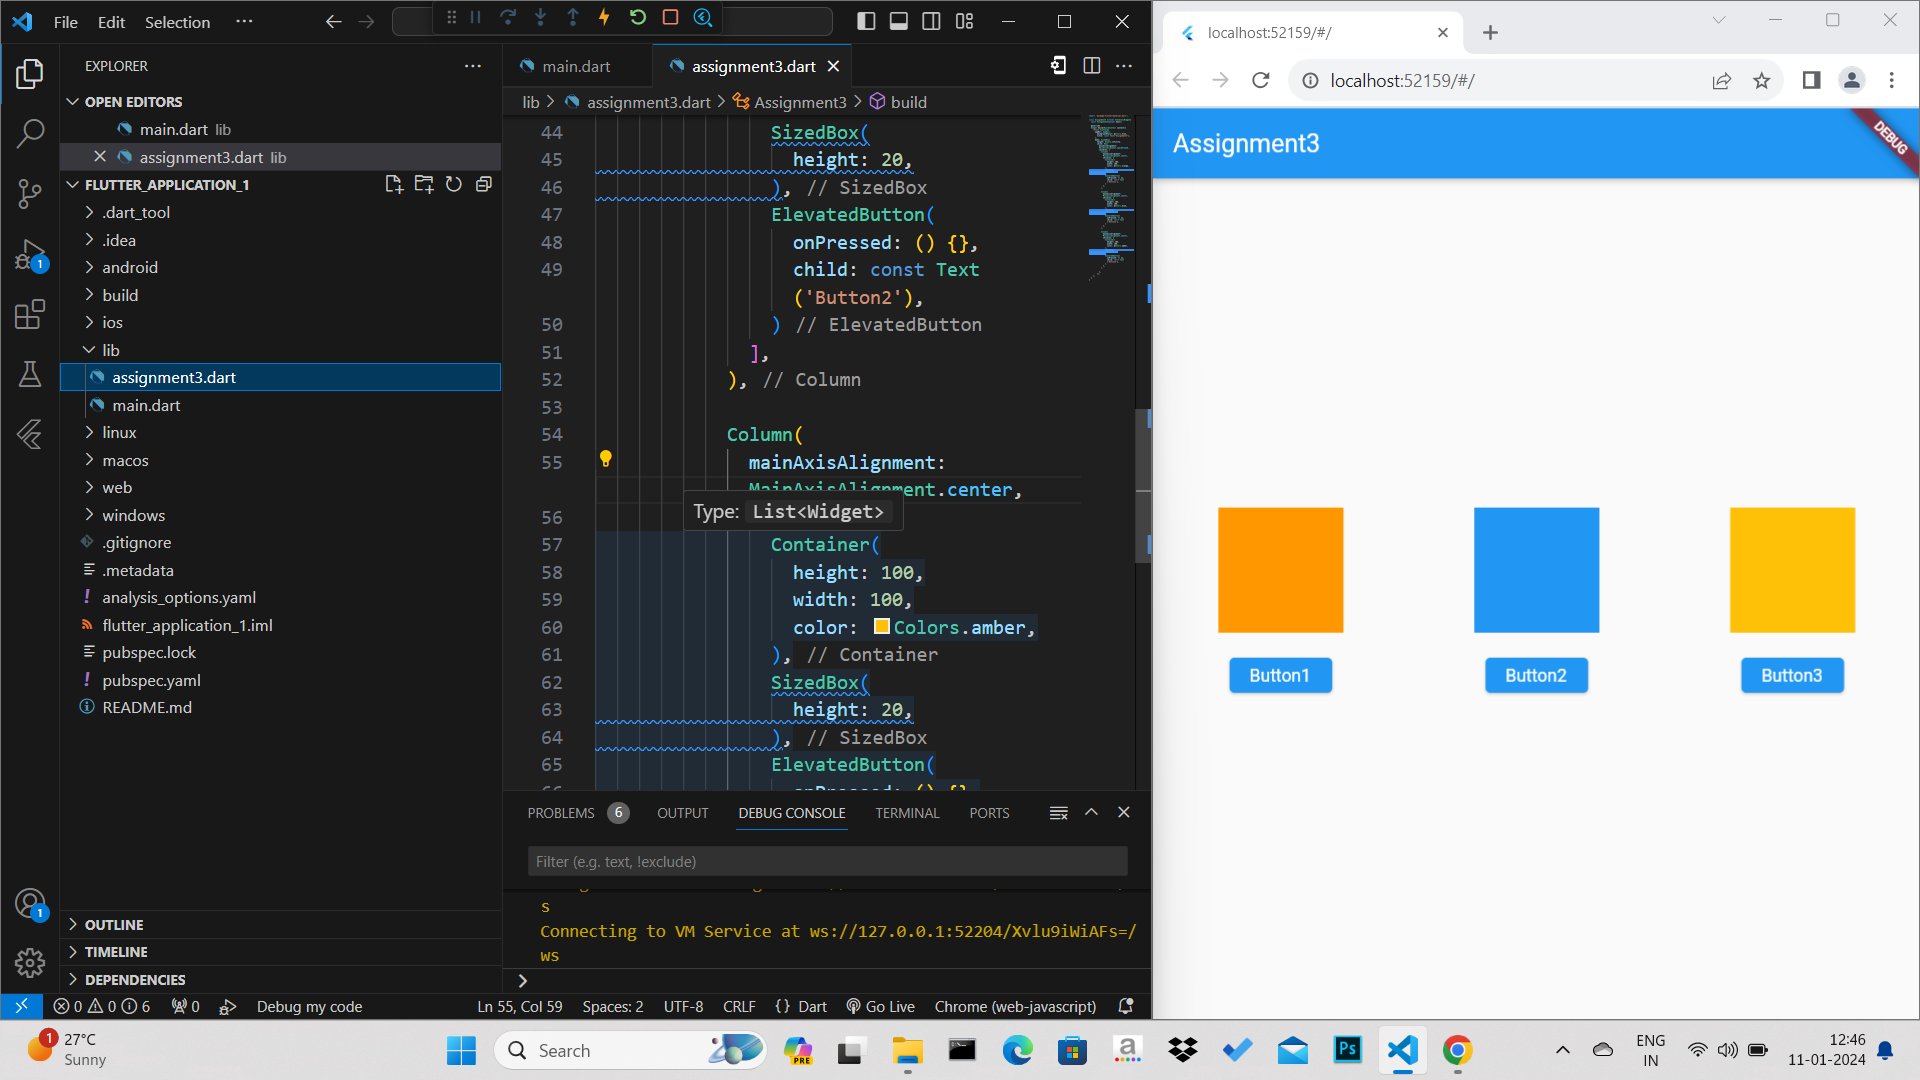 File Edit Selection ...
EXPLORER
OPEN EDITORS
main.dart lib
assignment3.dart lib
FLUTTER_APPLICATION_1
.dart_tool
.idea
android
build
ios
lib
assignment3.dart
main.dart
linux
macos
web
windows
.gitignore
.metadata
analysis_options.yaml
flutter_application_1.iml
pubspec.lock
pubspec.yaml
README.md
OUTLINE
TIMELINE
DEPENDENCIES
main.dart
assignment3.dart
lib > assignment3.dart > Assignment3 > build
44 SizedBox(
45 height: 20,
46 ), // SizedBox
47 ElevatedButton(
48 onPressed: () {},
49 child: const Text
('Button2'),
50 ) // ElevatedButton
51 ],
52 ), // Column
53
54 Column(
55 mainAxisAlignment:
MainAxisAlignment.center,
Type: List<Widget>
56
57 Container(
58 height: 100,
59 width: 100,
60 color: Colors.amber,
61 ), // Container
62 SizedBox(
63 height: 20,
64 ), // SizedBox
65 ElevatedButton(
PROBLEMS 6 OUTPUT DEBUG CONSOLE TERMINAL PORTS
Filter (e.g. text, !exclude)
s
Connecting to VM Service at ws://127.0.0.1:52204/Xvlu9iWiAFs=/
ws
0 0 6 0 Debug my code Ln 55, Col 59 Spaces: 2 UTF-8 CRLF {} Dart Go Live Chrome (web-javascript)
1
1
localhost:52159/#/
localhost:52159/#/
Assignment3
DEBUG
Button1 Button2 Button3
1
27°C
Sunny
Search
PRE
a
Ps
ENG
IN
12:46
11-01-2024